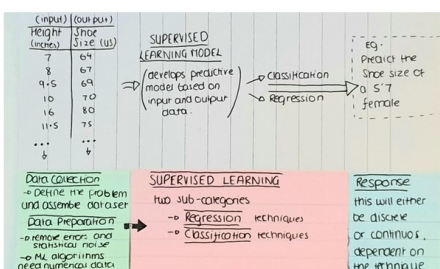 (input) (output)
Height Shoe
(inches) Size (US)
7 64
8 67
9.5 69
10 70
16 80
11.5 75
... ...
SUPERVISED
LEARNING MODEL
(develops predictive
model based on
input and output
data.)
Classification
Regression
EG.
Predict the
Shoe size of
a 5'7
female
Data Collection
→ Define the problem
and assemble dataset
Data Preparation
→ remove errors and
statistical noise
→ ML algorithms
need numerical data
SUPERVISED LEARNING
two sub-categories
→ Regression techniques
→ Classification techniques
Response
this will either
be discrete
or continuos,
dependent on
the technique